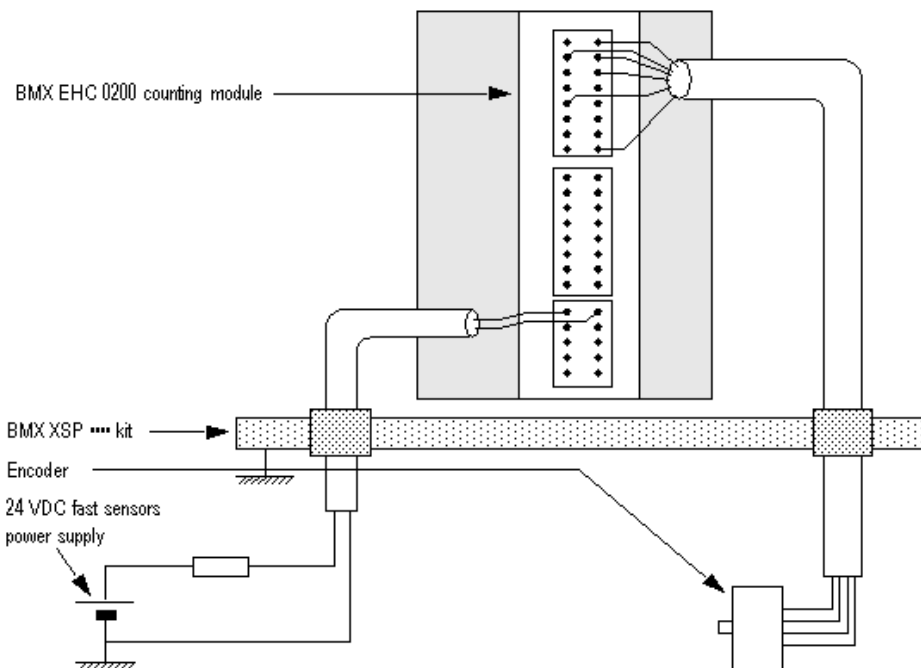 BMX EHC 0200 counting module
BMX XSP •••• kit
Encoder
24 VDC fast sensors
power supply